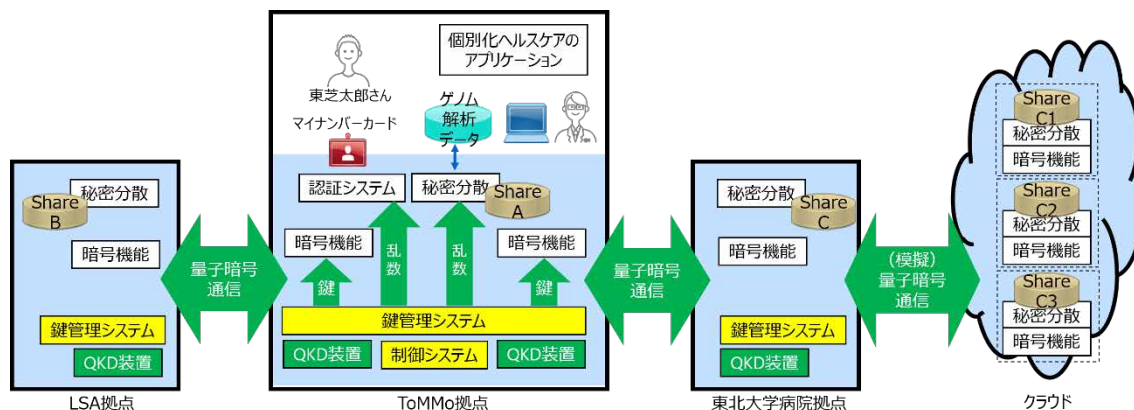 個別化ヘルスケアの
アプリケーション
東芝太郎さん
マイナンバーカード
ゲノム
解析
データ
認証システム
秘密分散
Share
A
暗号機能
乱数
乱数
暗号機能
鍵
鍵
鍵管理システム
QKD装置
制御システム
QKD装置
ToMMo拠点
秘密分散
Share
B
暗号機能
鍵管理システム
QKD装置
LSA拠点
量子暗号
通信
量子暗号
通信
秘密分散
Share
C
暗号機能
鍵管理システム
QKD装置
東北大学病院拠点
（模擬）
量子暗号
通信
Share
C1
秘密分散
暗号機能
Share
C2
秘密分散
暗号機能
Share
C3
秘密分散
暗号機能
クラウド